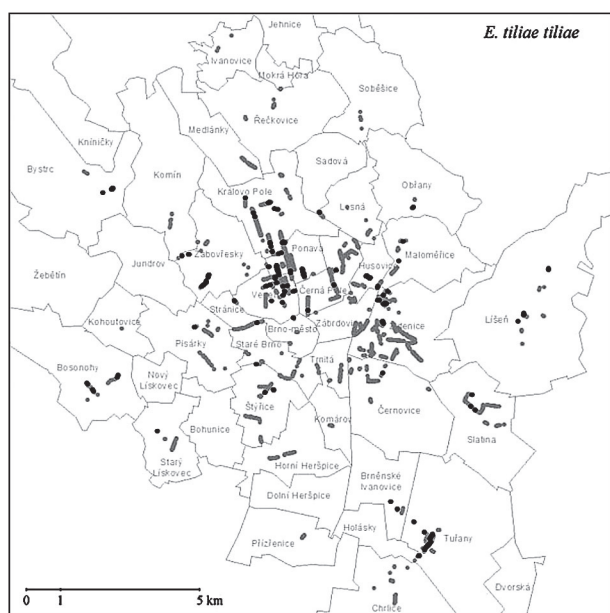 E. tiliae tiliae
Jehnice
Ivanovice
Mokrá Hora
Soběšice
Řečkovice
Medlánky
Kníničky
Bystrc
Komín
Sadová
Královo Pole
Lesná
Obřany
Ponava
Žabovřesky
Husovice
Maloměřice
Jundrov
Žebětín
Černá Pole
Stránice
Líšeň
Kohoutovice
Pisárky
Brno-město
Zábrdovice
Židenice
Staré Brno
Trnitá
Bosonohy
Nový Lískovec
Štýřice
Komárov
Černovice
Slatina
Bohunice
Starý Lískovec
Horní Heršpice
Brněnské Ivanovice
Dolní Heršpice
Holásky
Tuřany
Přízřenice
Dvorská
Chrlice
0 1 5 km